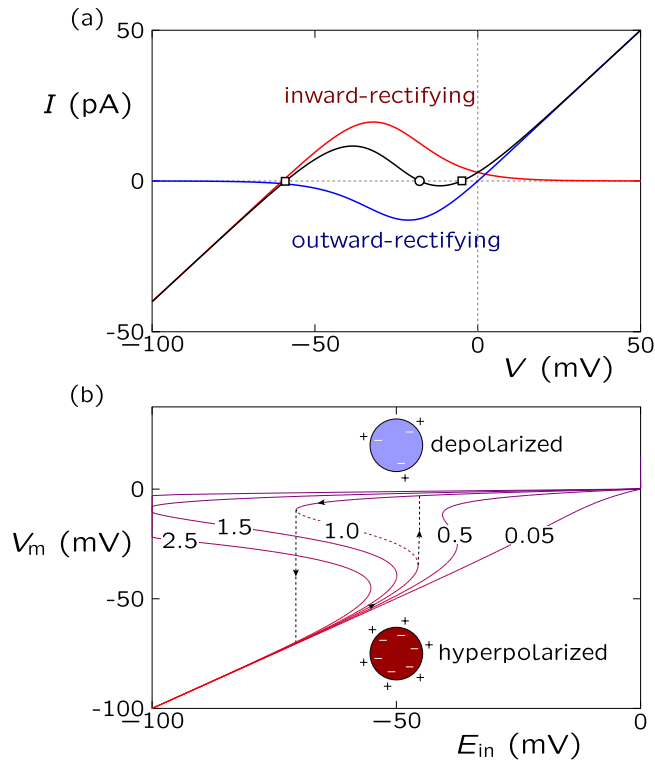 (a)
50
I (pA)
inward-rectifying
0
outward-rectifying
-50
−100
−50
0
50
V (mV)
(b)
depolarized
0
Vm (mV)
2.5
1.5
1.0
0.5
0.05
-50
hyperpolarized
-100
−100
−50
0
Ein (mV)